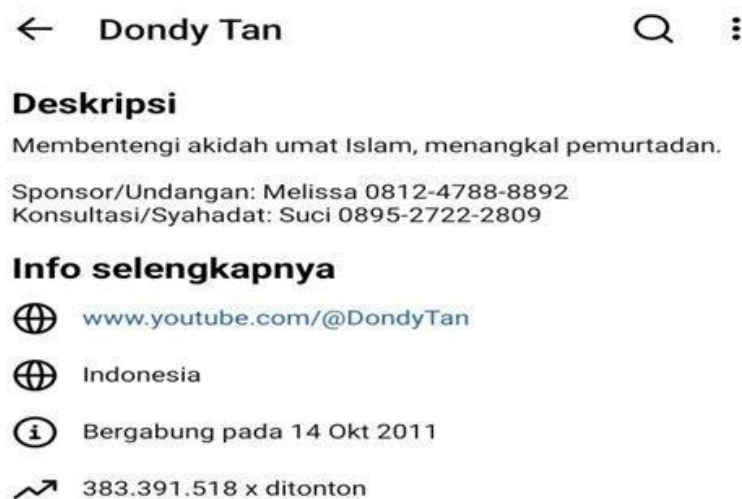 Dondy Tan
Deskripsi
Membentengi akidah umat Islam, menangkal pemurtadan.
Sponsor/Undangan: Melissa 0812-4788-8892
Konsultasi/Syahadat: Suci 0895-2722-2809
Info selengkapnya
www.youtube.com/@DondyTan
Indonesia
Bergabung pada 14 Okt 2011
383.391.518 x ditonton